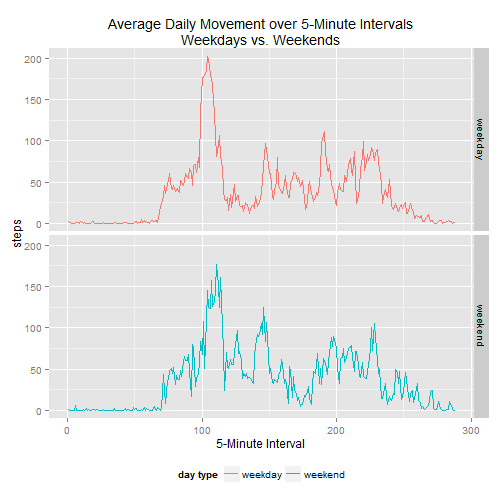 Average Daily Movement over 5-Minute Intervals
Weekdays vs. Weekends
200
150
100
50
0
weekday
steps
200
150
100
50
0
weekend
0 100 200 300
5-Minute Interval
day type weekday weekend